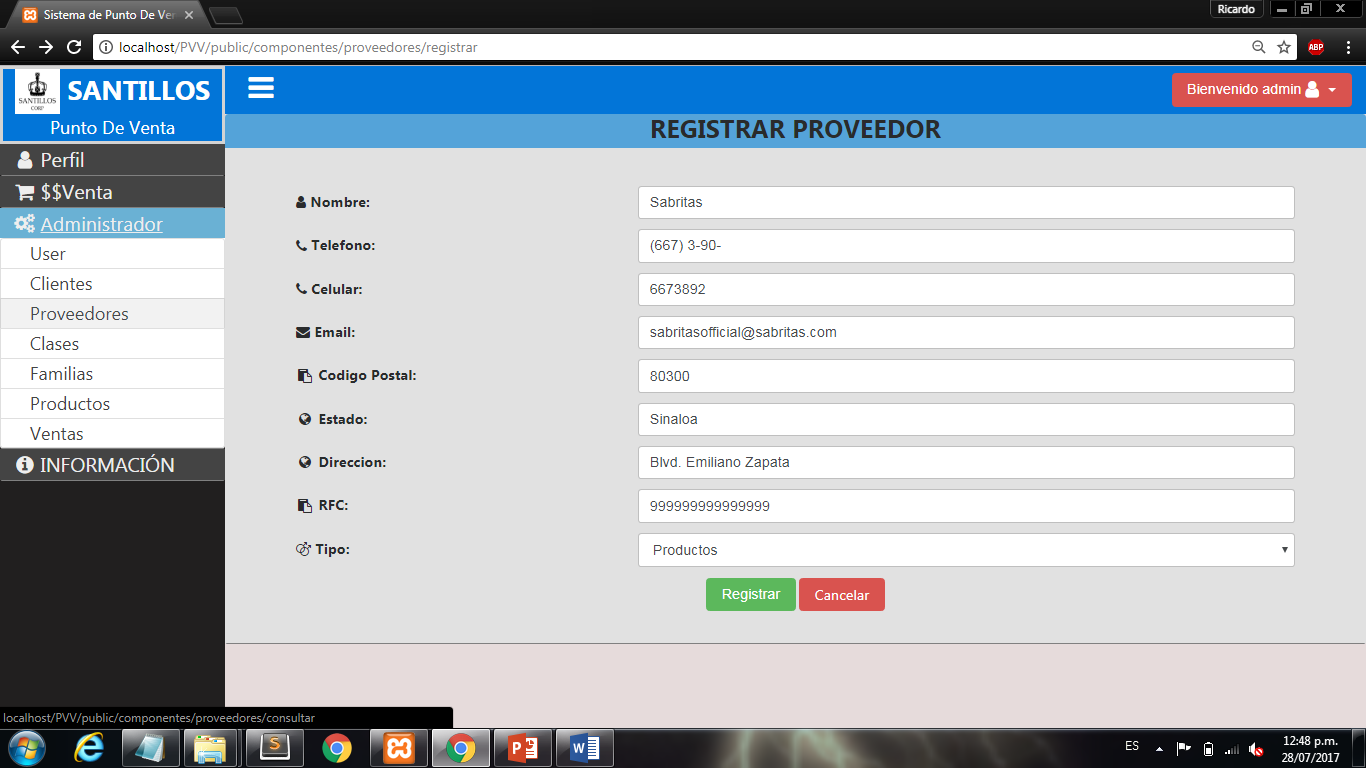 Sistema de Punto De Ver
Ricardo
localhost/PVV/public/componentes/proveedores/registrar
ABP
SANTILLOS
CORP
SANTILLOS
Punto De Venta
Bienvenido admin
REGISTRAR PROVEEDOR
Perfil
$$Venta
Administrador
User
Clientes
Proveedores
Clases
Familias
Productos
Ventas
INFORMACIÓN
Nombre: Sabritas
Telefono: (667) 3-90-
Celular: 6673892
Email: sabritasofficial@sabritas.com
Codigo Postal: 80300
Estado: Sinaloa
Direccion: Blvd. Emiliano Zapata
RFC: 999999999999999
Tipo: Productos
Registrar Cancelar
localhost/PVV/public/componentes/proveedores/consultar
ES
12:48 p.m.
28/07/2017